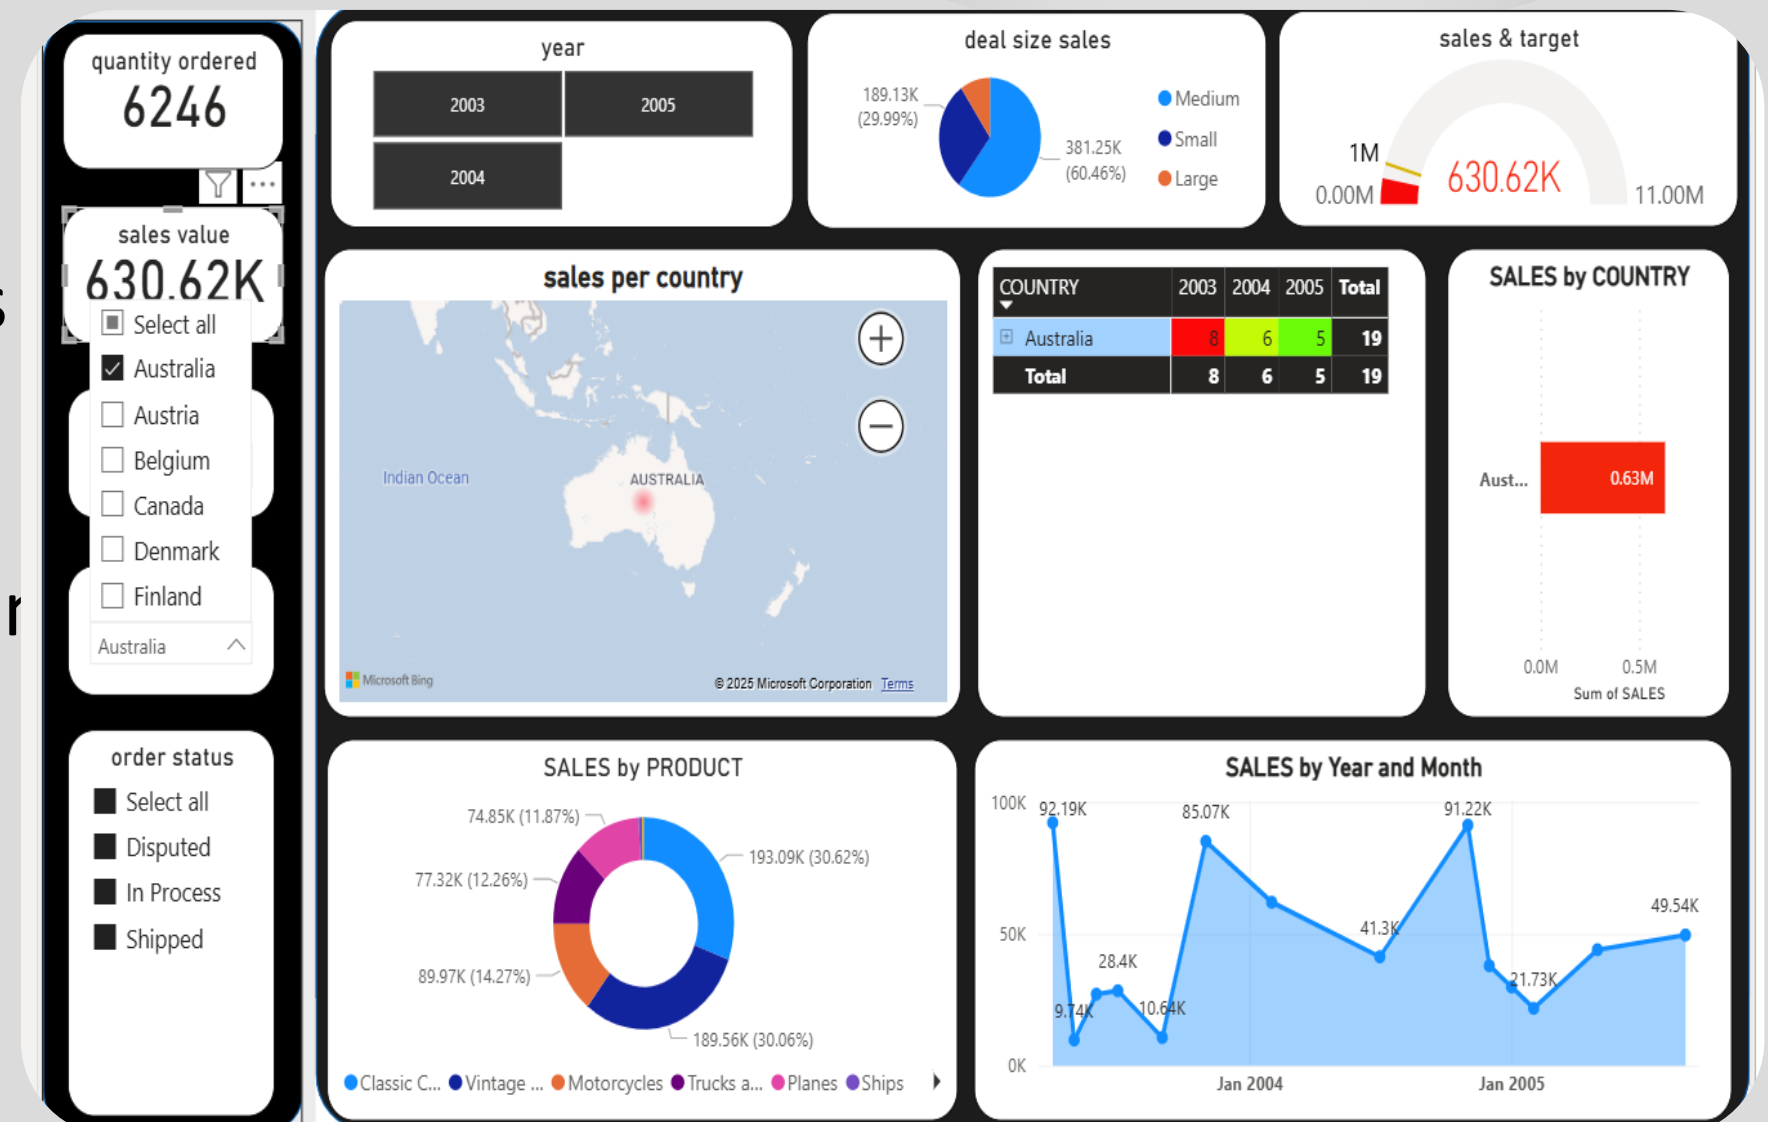 quantity ordered
6246
sales value
630.62K
Select all
Australia
Austria
Belgium
Canada
Denmark
Finland
Australia
order status
Select all
Disputed
In Process
Shipped
s
r
year
2003
2005
2004
deal size sales
189.13K
(29.99%)
381.25K
(60.46%)
Medium
Small
Large
sales & target
1M
0.00M
630.62K
11.00M
sales per country
Indian Ocean
AUSTRALIA
Microsoft Bing
© 2025 Microsoft Corporation Terms
COUNTRY 2003 2004 2005 Total
Australia 8 6 5 19
Total 8 6 5 19
SALES by COUNTRY
Aust...
0.63M
0.0M 0.5M
Sum of SALES
SALES by PRODUCT
74.85K (11.87%)
193.09K (30.62%)
77.32K (12.26%)
89.97K (14.27%)
189.56K (30.06%)
Classic C... Vintage ... Motorcycles Trucks a... Planes Ships
SALES by Year and Month
100K
92.19K
85.07K
91.22K
49.54K
50K
41.3K
28.4K
21.73K
9.74K
10.64K
0K
Jan 2004
Jan 2005